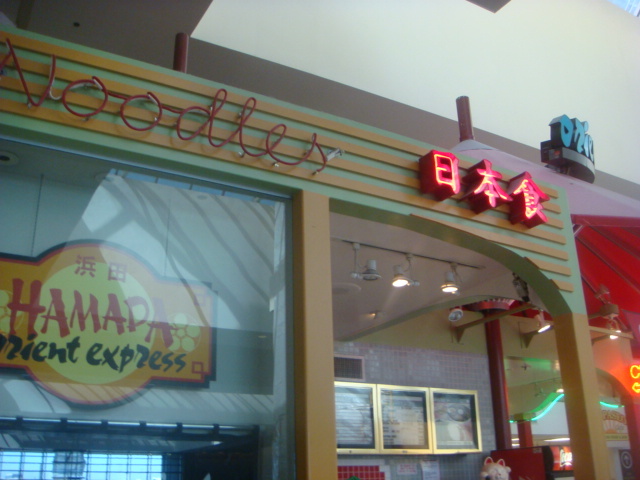 Noodles
日本食
浜田
HAMADA
orient express